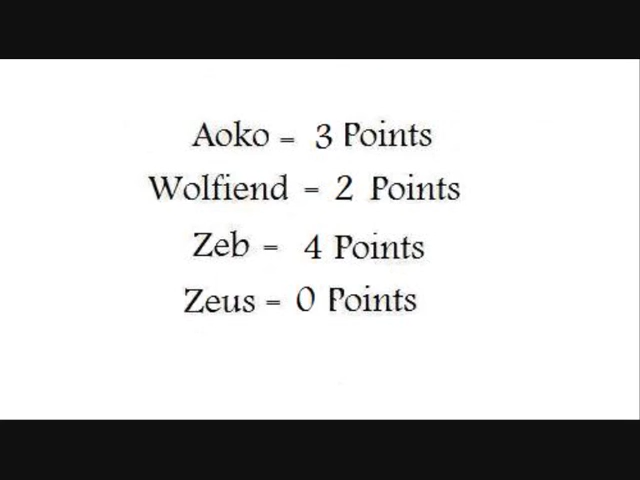 Aoko = 3 Points
Wolfiend = 2 Points
Zeb = 4 Points
Zeus = 0 Points